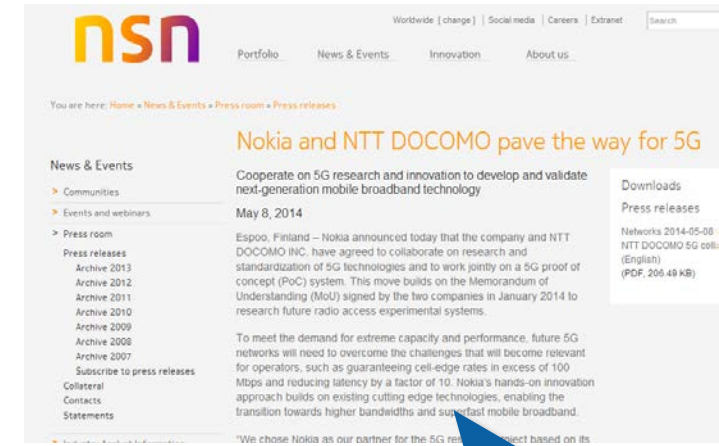 nsn
Worldwide [change] | Social media | Careers | Extranet
Search
Portfolio News & Events Innovation About us
You are here: Home » News & Events » Press room » Press releases
Nokia and NTT DOCOMO pave the way for 5G
News & Events
> Communities
> Events and webinars
> Press room
Press releases
Archive 2013
Archive 2012
Archive 2011
Archive 2010
Archive 2009
Archive 2008
Archive 2007
Subscribe to press releases
Collateral
Contacts
Statements
Cooperate on 5G research and innovation to develop and validate
next-generation mobile broadband technology
May 8, 2014
Espoo, Finland – Nokia announced today that the company and NTT
DOCOMO INC. have agreed to collaborate on research and
standardization of 5G technologies and to work jointly on a 5G proof of
concept (PoC) system. This move builds on the Memorandum of
Understanding (MoU) signed by the two companies in January 2014 to
research future radio access experimental systems.
To meet the demand for extreme capacity and performance, future 5G
networks will need to overcome the challenges that will become relevant
for operators, such as guaranteeing cell-edge rates in excess of 100
Mbps and reducing latency by a factor of 10. Nokia's hands-on innovation
approach builds on existing cutting edge technologies, enabling the
transition towards higher bandwidths and superfast mobile broadband.
"We chose Nokia as our partner for the 5G based on its
Downloads
Press releases
Networks 2014-05-08
NTT DOCOMO 5G
(English)
(PDF, 206.49 KB)